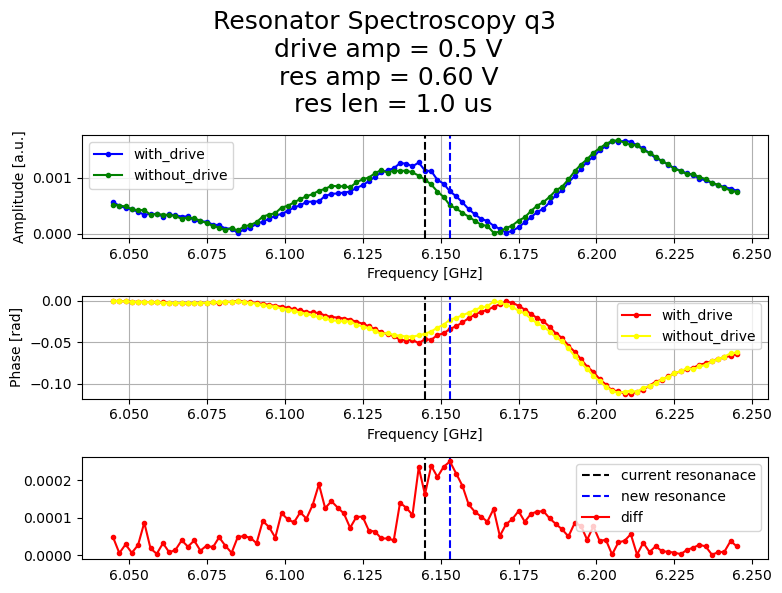 Resonator Spectroscopy q3
drive amp = 0.5 V
res amp = 0.60 V
res len = 1.0 us
Amplitude [a.u.]
0.001
0.000
with_drive
without_drive
6.050 6.075 6.100 6.125 6.150 6.175 6.200 6.225 6.250
Frequency [GHz]
Phase [rad]
0.00
−0.05
−0.10
with_drive
without_drive
6.050 6.075 6.100 6.125 6.150 6.175 6.200 6.225 6.250
Frequency [GHz]
0.0002
0.0001
0.0000
current resonanace
new resonance
diff
6.050 6.075 6.100 6.125 6.150 6.175 6.200 6.225 6.250